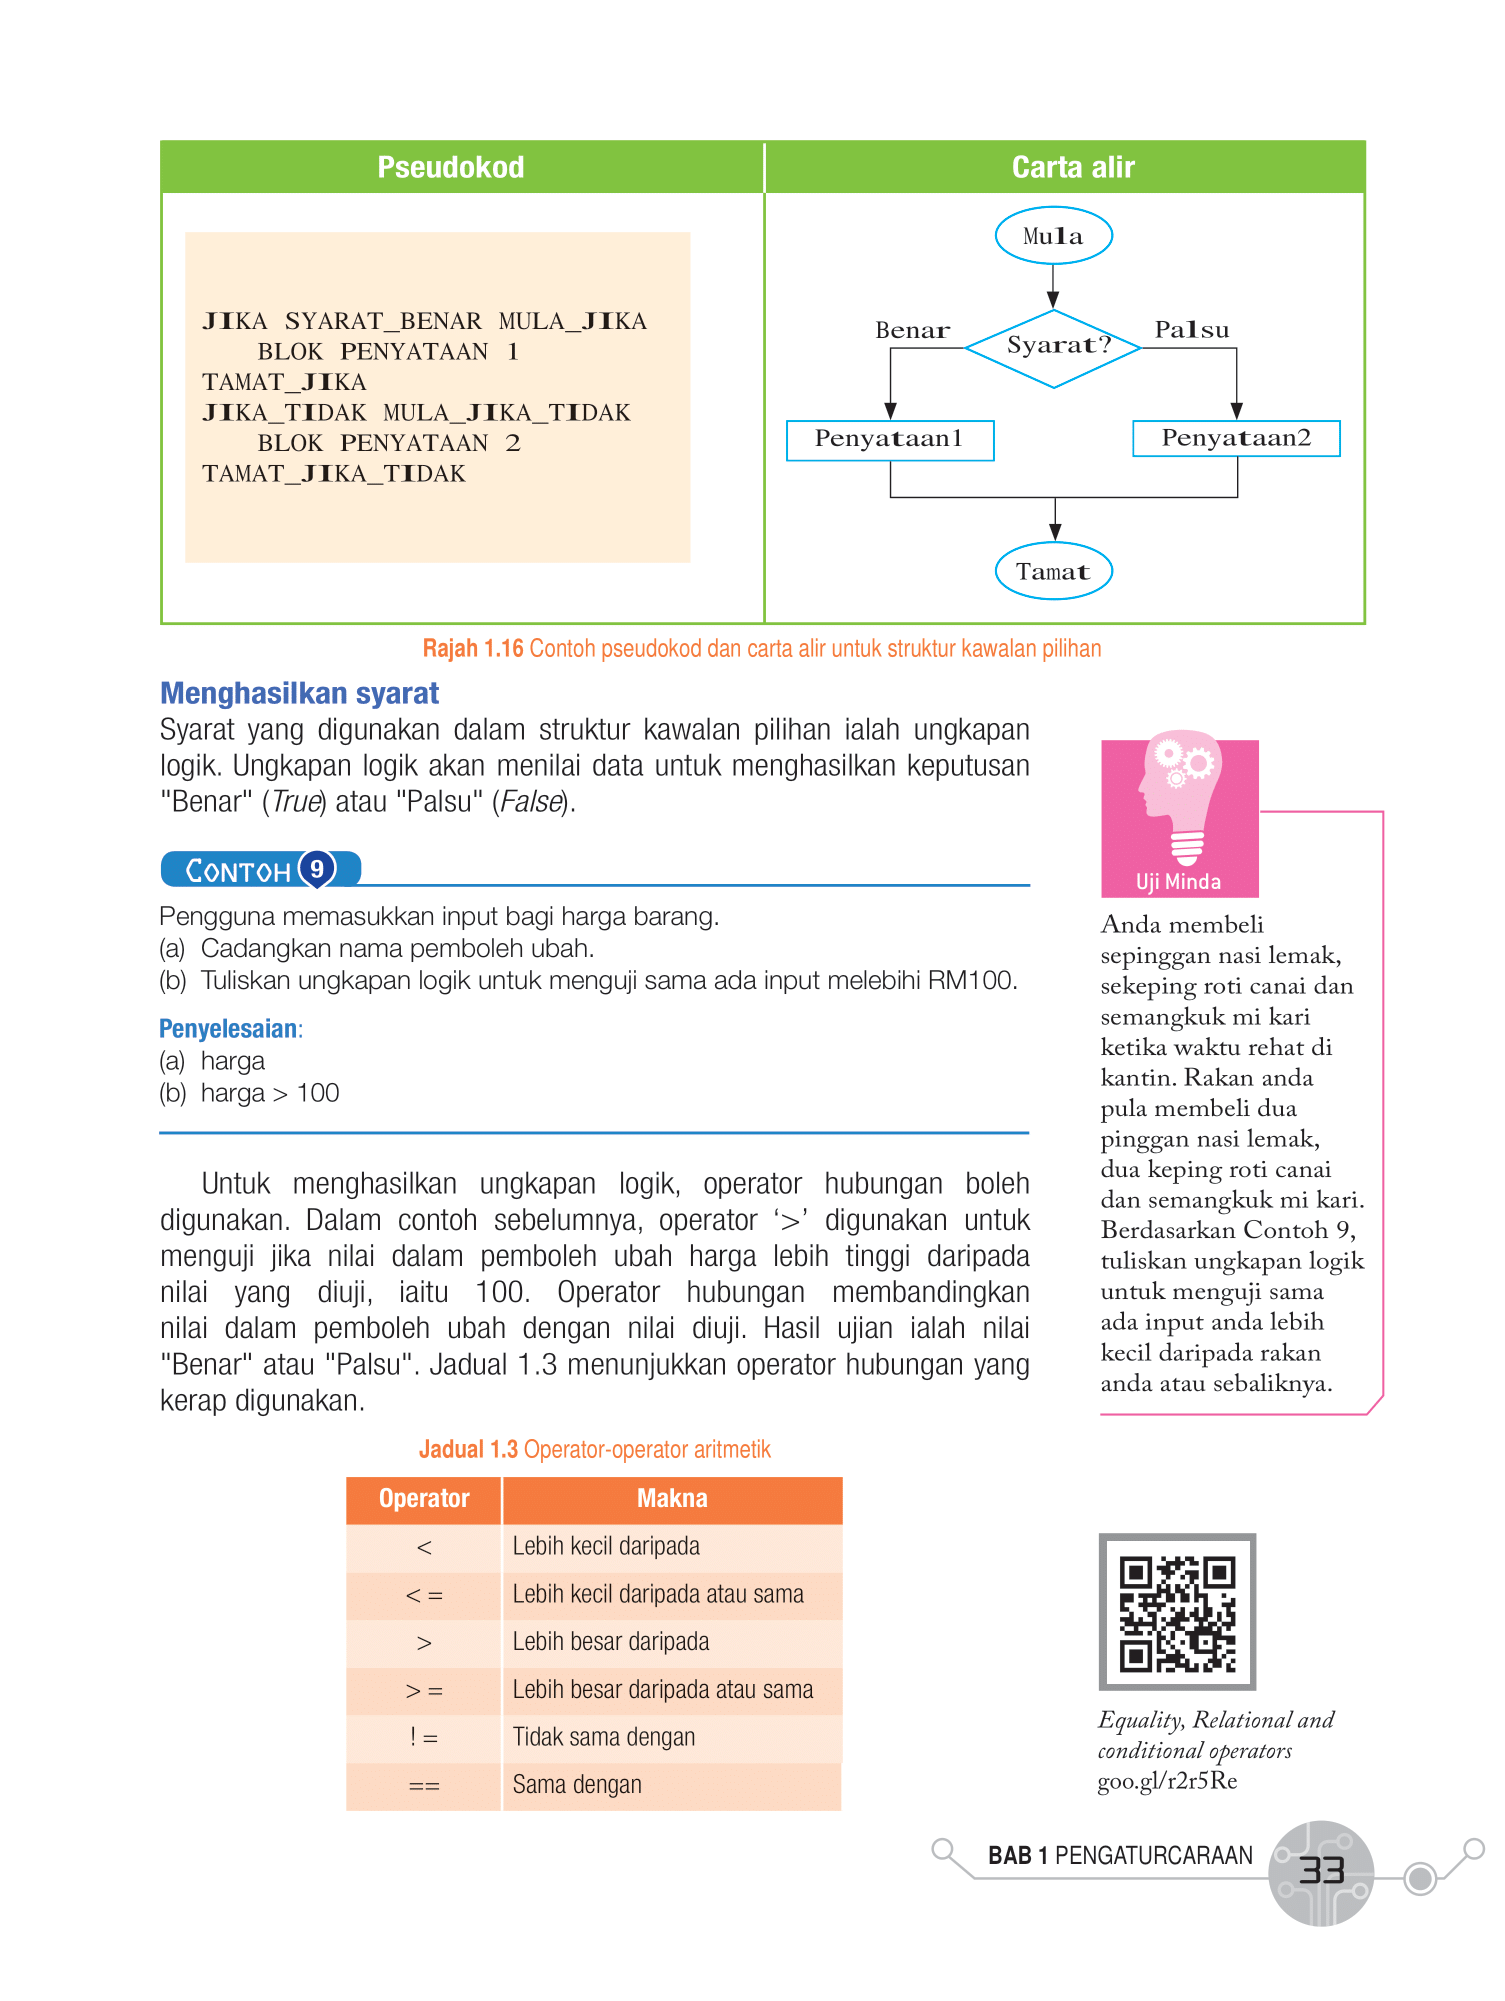 Pseudokod
Carta alir
JIKA SYARAT_BENAR MULA_JIKA
BLOK PENYATAAN 1
TAMAT_JIKA
JIKA_TIDAK MULA_JIKA_TIDAK
BLOK PENYATAAN 2
TAMAT_JIKA_TIDAK
Mula
Benar
Syarat?
Palsu
Penyataan1
Penyataan2
Tamat
Rajah 1.16 Contoh pseudokod dan carta alir untuk struktur kawalan pilihan
Menghasilkan syarat
Syarat yang digunakan dalam struktur kawalan pilihan ialah ungkapan
logik. Ungkapan logik akan menilai data untuk menghasilkan keputusan
"Benar" (True) atau "Palsu" (False).
CONTOH 9
Pengguna memasukkan input bagi harga barang.
(a) Cadangkan nama pemboleh ubah.
(b) Tuliskan ungkapan logik untuk menguji sama ada input melebihi RM100.
Penyelesaian:
(a) harga
(b) harga > 100
Untuk menghasilkan ungkapan logik, operator hubungan boleh
digunakan. Dalam contoh sebelumnya, operator ‘>’ digunakan untuk
menguji jika nilai dalam pemboleh ubah harga lebih tinggi daripada
nilai yang diuji, iaitu 100. Operator hubungan membandingkan
nilai dalam pemboleh ubah dengan nilai diuji. Hasil ujian ialah nilai
"Benar" atau "Palsu". Jadual 1.3 menunjukkan operator hubungan yang
kerap digunakan.
Jadual 1.3 Operator-operator aritmetik
Operator Makna
< Lebih kecil daripada
< = Lebih kecil daripada atau sama
> Lebih besar daripada
> = Lebih besar daripada atau sama
! = Tidak sama dengan
== Sama dengan
Uji Minda
Anda membeli
sepinggan nasi lemak,
sekeping roti canai dan
semangkuk mi kari
ketika waktu rehat di
kantin. Rakan anda
pula membeli dua
pinggan nasi lemak,
dua keping roti canai
dan semangkuk mi kari.
Berdasarkan Contoh 9,
tuliskan ungkapan logik
untuk menguji sama
ada input anda lebih
kecil daripada rakan
anda atau sebaliknya.
Equality, Relational and
conditional operators
goo.gl/r2r5Re
BAB 1 PENGATURCARAAN
33